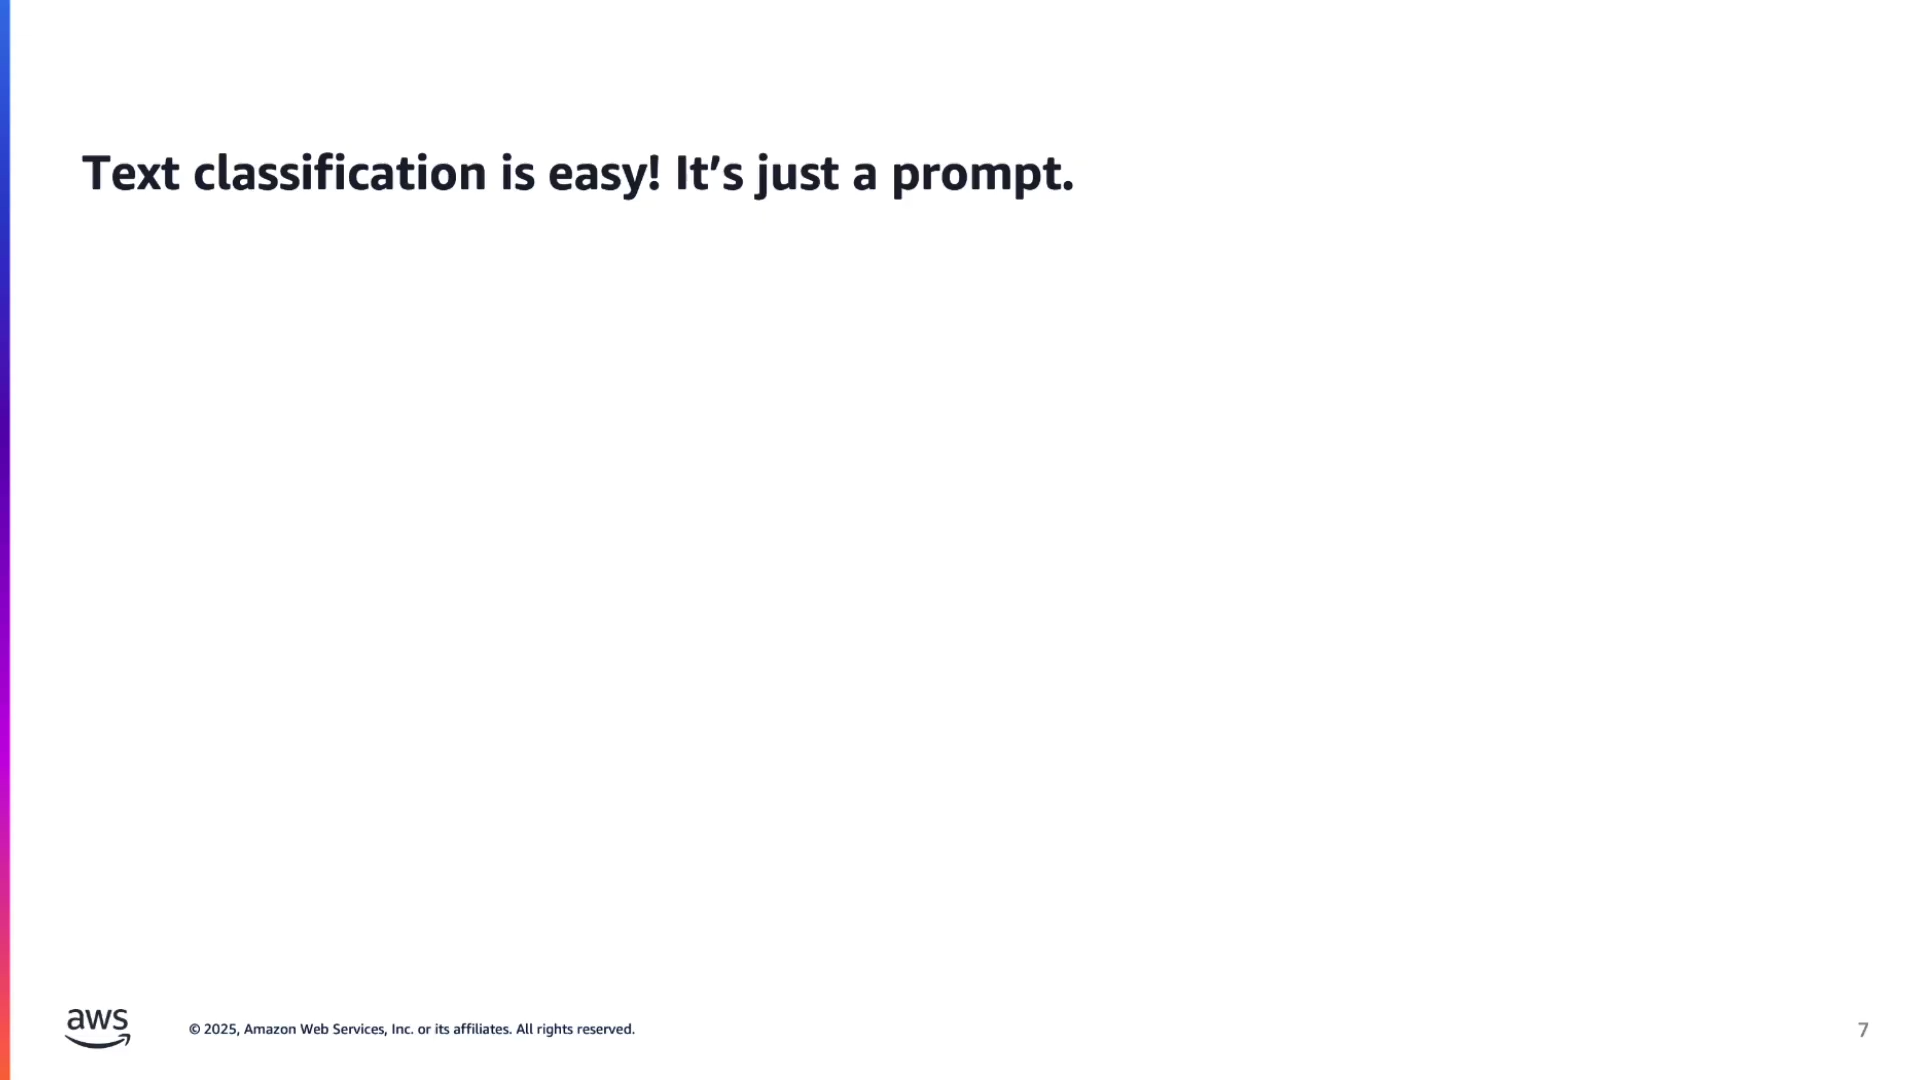 Text classification is easy! It’s just a prompt.
aws
© 2025, Amazon Web Services, Inc. or its affiliates. All rights reserved.
7